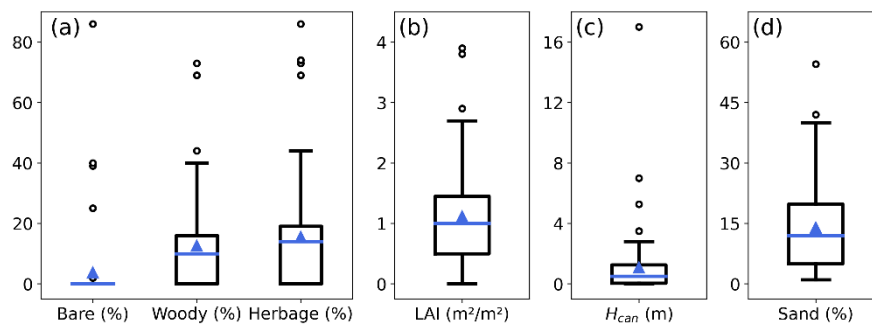 (a)
80
60
40
20
0
Bare (%) Woody (%) Herbage (%)
(b)
4
3
2
1
0
LAI (m²/m²)
(c)
16
12
8
4
0
H_can (m)
(d)
60
45
30
15
0
Sand (%)